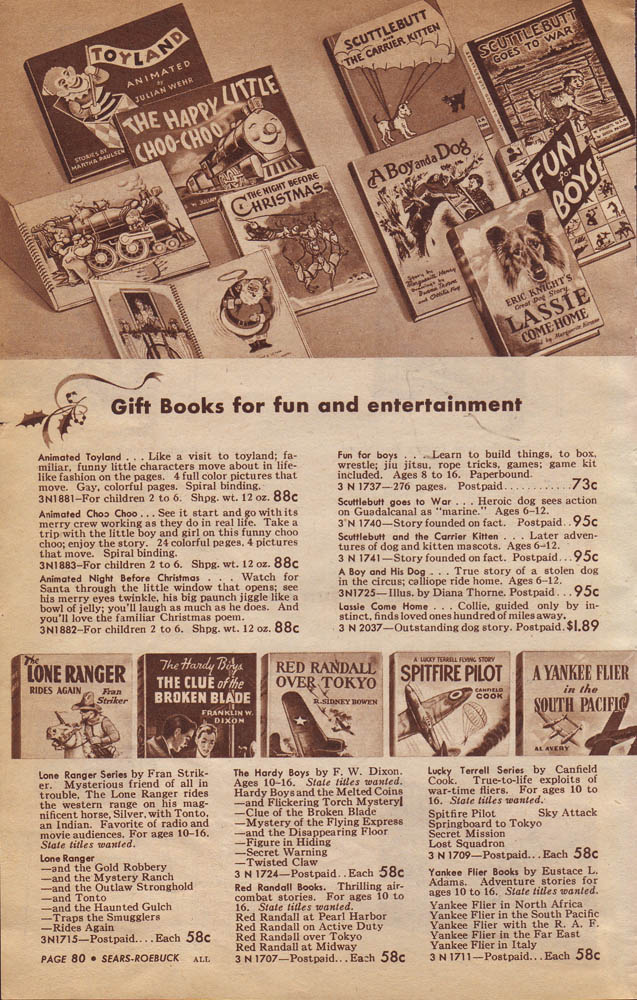 TOYLAND
ANIMATED
by
JULIAN WEHR
STORIES BY
MARTHA PAULSEN
THE HAPPY LITTLE
CHOO-CHOO
THE NIGHT BEFORE
CHRISTMAS
SCUTTLEBUTT
AND
THE CARRIER KITTEN
SCUTTLEBUTT
GOES TO WAR
A Boy and a Dog
Story by
Marguerite Henry
Diana Thorne
and Ottilie Foy
FUN
for
BOYS
ERIC KNIGHT'S
Great Dog Story
LASSIE
COME HOME
Gift Books for fun and entertainment
Animated Toyland . . . Like a visit to toyland; fa-
miliar, funny little characters move about in life-
like fashion on the pages. 4 full color pictures that
move. Gay, colorful pages. Spiral binding.
3N1881—For children 2 to 6. Shpg. wt. 12 oz. 88c
Animated Choo Choo . . . See it start and go with its
merry crew working as they do in real life. Take a
trip with the little boy and girl on this funny choo
choo; enjoy the story. 24 colorful pages. 4 pictures
that move. Spiral binding.
3N1883—For children 2 to 6. Shpg. wt. 12 oz. 88c
Animated Night Before Christmas . . . Watch for
Santa through the little window that opens; see
his merry eyes twinkle, his big paunch jiggle like a
bowl of jelly; you'll laugh as much as he does. And
you'll love the familiar Christmas poem.
3N1882—For children 2 to 6. Shpg. wt. 12 oz. 88c
Fun for boys . . . Learn to build things, to box,
wrestle; jiu jitsu, rope tricks, games; game kit
included. Ages 8 to 16. Paperbound.
3 N 1737—276 pages. Postpaid............73c
Scuttlebutt goes to War . . . Heroic dog sees action
on Guadalcanal as "marine." Ages 6-12.
3 N 1740—Story founded on fact. Postpaid..95c
Scuttlebutt and the Carrier Kitten . . . Later adven-
tures of dog and kitten mascots. Ages 6-12.
3 N 1741—Story founded on fact. Postpaid...95c
A Boy and His Dog . . . True story of a stolen dog
in the circus; calliope ride home. Ages 6-12.
3N1725—Illus. by Diana Thorne. Postpaid...95c
Lassie Come Home . . . Collie, guided only by in-
stinct, finds loved ones hundred of miles away.
3 N 2037—Outstanding dog story. Postpaid. $1.89
The
LONE RANGER
RIDES AGAIN
Fran
Striker
The Hardy Boys
THE CLUE of the
BROKEN BLADE
FRANKLIN W.
DIXON
RED RANDALL
OVER TOKYO
R. SIDNEY BOWEN
A LUCKY TERRELL FLYING STORY
SPITFIRE PILOT
CANFIELD
COOK
A YANKEE FLIER
in the
SOUTH PACIFIC
AL AVERY
Lone Ranger Series by Fran Strik-
er. Mysterious friend of all in
trouble, The Lone Ranger rides
the western range on his mag-
nificent horse, Silver, with Tonto,
an Indian. Favorite of radio and
movie audiences. For ages 10-16.
State titles wanted.
Lone Ranger
—and the Gold Robbery
—and the Mystery Ranch
—and the Outlaw Stronghold
—and Tonto
—and the Haunted Gulch
—Traps the Smugglers
—Rides Again
3N1715—Postpaid....Each 58c
The Hardy Boys by F. W. Dixon.
Ages 10-16. State titles wanted.
Hardy Boys and the Melted Coins
—and Flickering Torch Mystery
—Clue of the Broken Blade
—Mystery of the Flying Express
—and the Disappearing Floor
—Figure in Hiding
—Secret Warning
—Twisted Claw
3 N 1724—Postpaid..Each 58c
Red Randall Books. Thrilling air-
combat stories. For ages 10 to
16. State titles wanted.
Red Randall at Pearl Harbor
Red Randall on Active Duty
Red Randall over Tokyo
Red Randall at Midway
3 N 1707—Postpaid...Each 58c
Lucky Terrell Series by Canfield
Cook. True-to-life exploits of
war-time fliers. For ages 10 to
16. State titles wanted.
Spitfire Pilot Sky Attack
Springboard to Tokyo
Secret Mission
Lost Squadron
3 N 1709—Postpaid...Each 58c
Yankee Flier Books by Eustace L.
Adams. Adventure stories for
ages 10 to 16. State titles wanted.
Yankee Flier in North Africa
Yankee Flier in the South Pacific
Yankee Flier with the R. A. F.
Yankee Flier in the Far East
Yankee Flier in Italy
3 N 1711—Postpaid...Each 58c
PAGE 80 • SEARS-ROEBUCK ALL